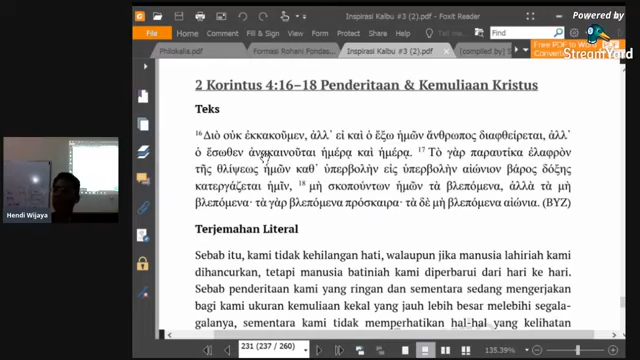 Inspirasi Kalbu #3 (2).pdf - Foxit Reader
Powered by
StreamYard
File
Home
Comment
View
Form
Protect
Share
Help
Philokalia.pdf
Formasi Rohani Fondas...
Inspirasi Kalbu #3 (2).pdf
[compiled by]
Free PDF to Word
2 Korintus 4:16–18 Penderitaan & Kemuliaan Kristus
Teks
16 Διὸ οὐκ ἐκκακοῦμεν, ἀλλ᾽ εἰ καὶ ὁ ἔξω ἡμῶν ἄνθρωπος διαφθείρεται, ἀλλ᾽
ὁ ἔσωθεν ἀνακαινοῦται ἡμέρᾳ καὶ ἡμέρᾳ. 17 Τὸ γὰρ παραυτίκα ἐλαφρὸν
τῆς θλίψεως ἡμῶν καθ᾽ ὑπερβολὴν εἰς ὑπερβολὴν αἰώνιον βάρος δόξης
κατεργάζεται ἡμῖν, 18 μὴ σκοπούντων ἡμῶν τὰ βλεπόμενα, ἀλλὰ τὰ μὴ
βλεπόμενα· τὰ γὰρ βλεπόμενα πρόσκαιρα· τὰ δὲ μὴ βλεπόμενα αἰώνια. (BYZ)
Terjemahan Literal
Sebab itu, kami tidak kehilangan hati, walaupun jika manusia lahiriah kami
dihancurkan, tetapi manusia batiniah kami diperbarui dari hari ke hari.
Sebab penderitaan kami yang ringan dan sementara sedang mengerjakan
bagi kami ukuran kemuliaan kekal yang jauh lebih besar melebihi segala-
galanya, sementara kami tidak memperhatikan hal-hal yang kelihatan
Hendi Wijaya
231 (237 / 260)
135.39%